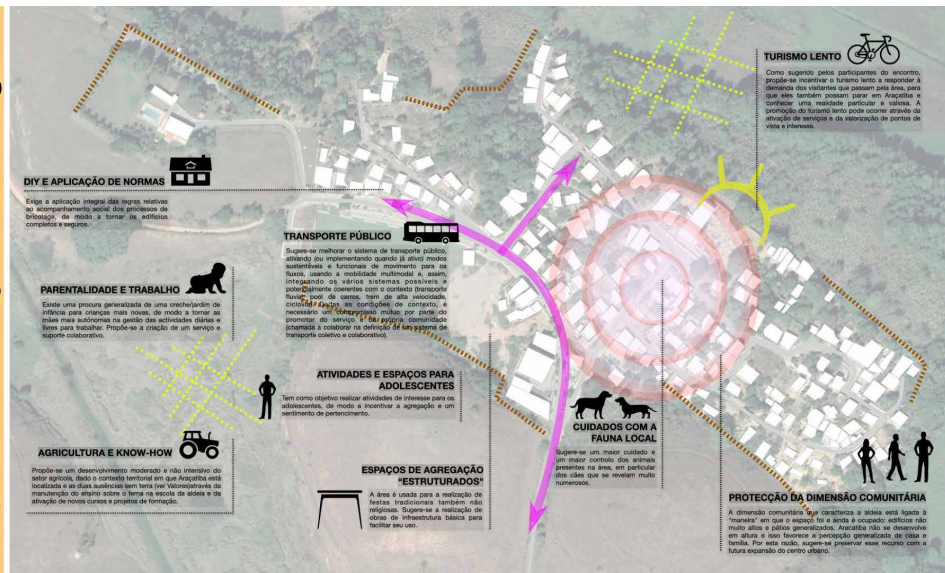 TURISMO LENTO
Como sugerido pelos participantes do encontro,
propõe-se incentivar o turismo lento a responder à
demanda dos visitantes que passam pela área, para
que eles também possam parar em Araçatiba e
conhecer uma realidade particular e valiosa. A
promoção do turismo lento pode ocorrer através da
ativação de serviços e da valorização de pontos de
vista e interesse.
DIY E APLICAÇÃO DE NORMAS
Exige a aplicação integral das regras relativas
ao acompanhamento social dos processos de
bricolage, de modo a tornar os edifícios
completos e seguros.
TRANSPORTE PÚBLICO
Sugere-se melhorar o sistema de transporte público,
ativando (ou implementando quando já ativo) modos
sustentáveis e funcionais de movimento para os
fluxos, usando a mobilidade multimodal e, assim,
integrando os vários sistemas possíveis e
potencialmente coerentes com o contexto (transporte
fluvial, pool de carros, trem de alta velocidade,
ciclovia). Dadas as condições de contexto, é
necessário um compromisso mútuo por parte do
promotor do serviço e da própria comunidade
(chamada a colaborar na definição de um sistema de
transporte coletivo e colaborativo).
PARENTALIDADE E TRABALHO
Existe uma procura generalizada de uma creche/jardim de
infância para crianças mais novas, de modo a tornar as
mães mais autónomas na gestão das actividades diárias e
livres para trabalhar. Propõe-se a criação de um serviço e
suporte colaborativo.
ATIVIDADES E ESPAÇOS PARA
ADOLESCENTES
Tem como objetivo realizar atividades de interesse para os
adolescentes, de modo a incentivar a agregação e um
sentimento de pertencimento.
CUIDADOS COM A
FAUNA LOCAL
Sugere-se um maior cuidado e
um maior controlo dos animais
presentes na área, em particular
dos cães que se revelam muito
numerosos.
AGRICULTURA E KNOW-HOW
Propõe-se um desenvolvimento moderado e não intensivo do
setor agrícola, dado o contexto territorial em que Araçatiba está
localizada e as duas ausências sem terra (ver Valores)através da
manutenção do ensino sobre o tema na escola da aldeia e da
ativação de novos cursos e projetos de formação.
ESPAÇOS DE AGREGAÇÃO
"ESTRUTURADOS"
A área é usada para a realização de
festas tradicionais também não
religiosas. Sugere-se a realização de
obras de infraestrutura básica para
facilitar seu uso.
PROTECÇÃO DA DIMENSÃO COMUNITÁRIA
A dimensão comunitária que caracteriza a aldeia está ligada à
"maneira" em que o espaço foi e ainda é ocupado: edifícios não
muito altos e pátios generalizados. Aracatiba não se desenvolve
em altura e isso favorece a percepção generalizada de casa e
família. Por esta razão, sugere-se preservar esse recurso com a
futura expansão do centro urbano.